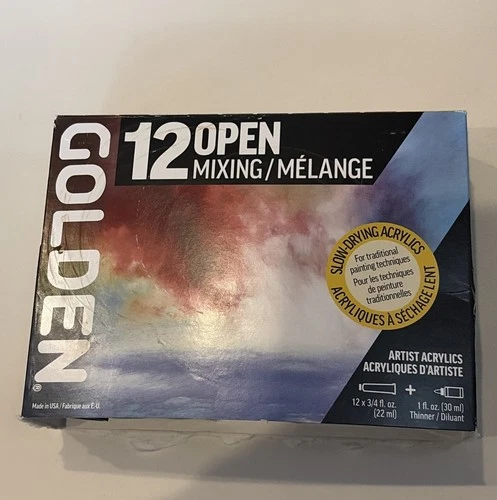 GOLDEN®
12 OPEN
MIXING/MÉLANGE
SLOW-DRYING ACRYLICS
For traditional
painting techniques
Pour les techniques
de peinture
traditionnelles
ACRYLIQUES À SÉCHAGE LENT
ARTIST ACRYLICS
ACRYLIQUES D'ARTISTE
12 x 3/4 fl. oz.
(22 ml)
+
1 fl. oz. (30 ml)
Thinner / Diluant
Made in USA / Fabrique aux E.-U.